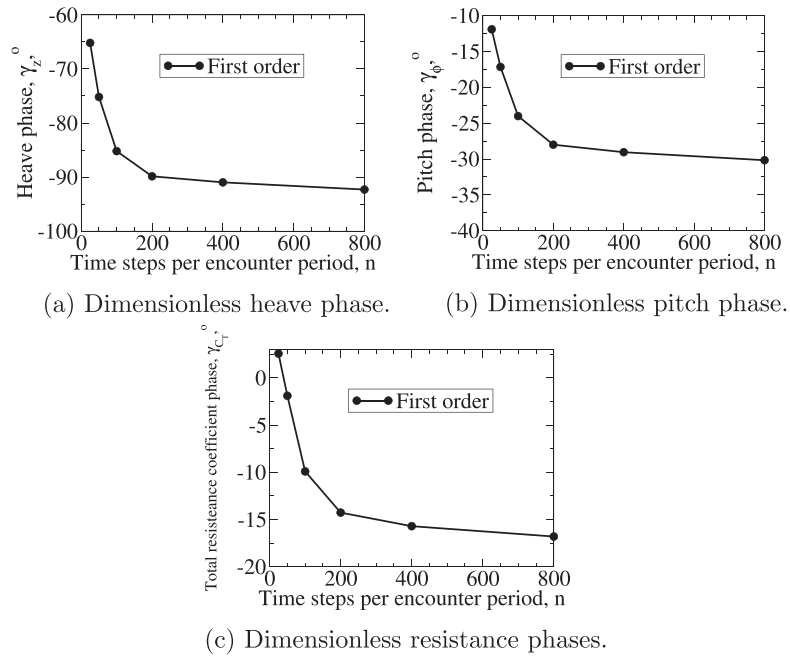 -60
-70
-80
-90
-100
Heave phase, γz,°
First order
0 200 400 600 800
Time steps per encounter period, n
(a) Dimensionless heave phase.
-10
-15
-20
-25
-30
-35
-40
Pitch phase, γϕ,°
First order
0 200 400 600 800
Time steps per encounter period, n
(b) Dimensionless pitch phase.
0
-5
-10
-15
-20
Total resisteance coefficient phase, γCT,°
First order
0 200 400 600 800
Time steps per encounter period, n
(c) Dimensionless resistance phases.